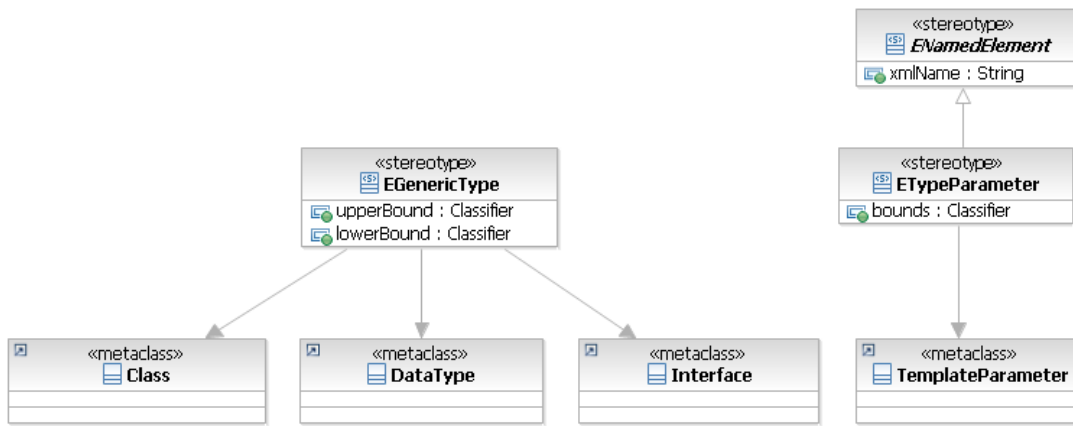 «stereotype»
ENamedElement
xmlName : String
«stereotype»
EGenericType
upperBound : Classifier
lowerBound : Classifier
«stereotype»
ETypeParameter
bounds : Classifier
«metaclass»
Class
«metaclass»
DataType
«metaclass»
Interface
«metaclass»
TemplateParameter